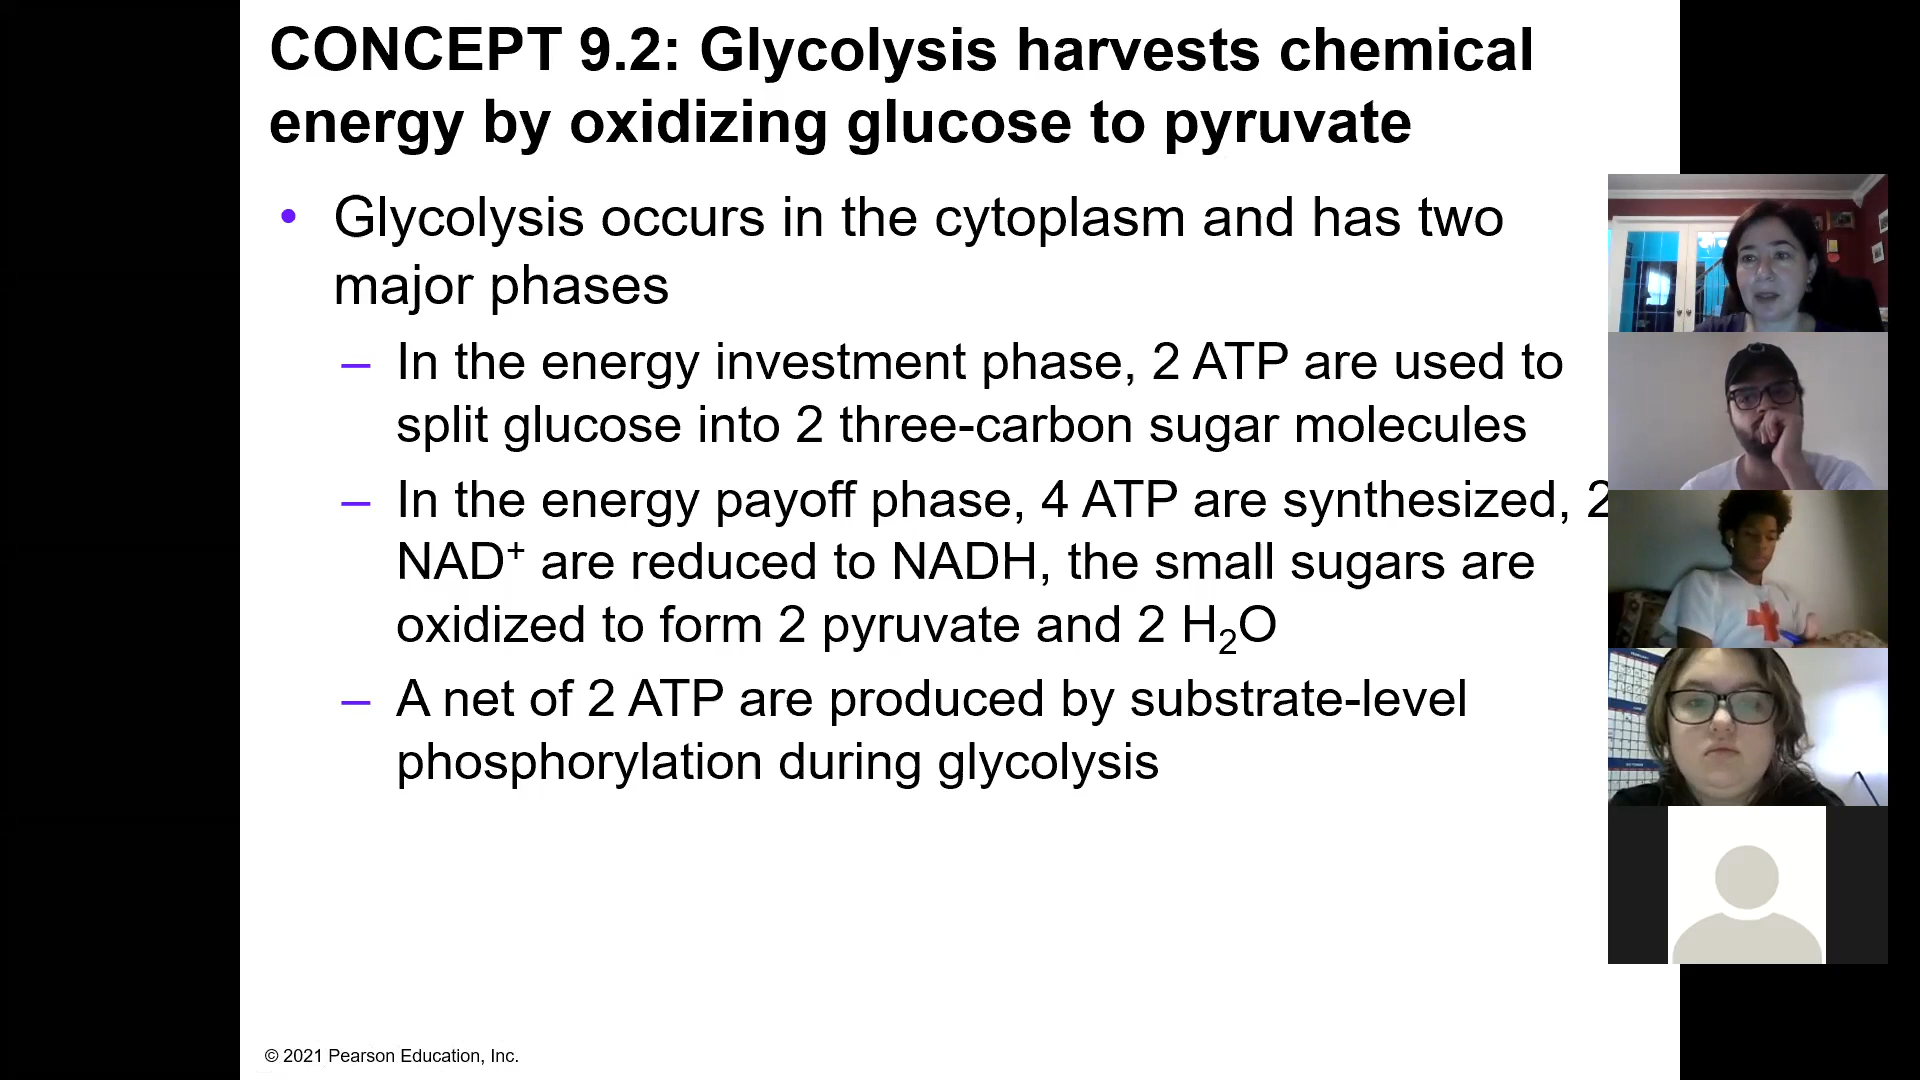 CONCEPT 9.2: Glycolysis harvests chemical
energy by oxidizing glucose to pyruvate
• Glycolysis occurs in the cytoplasm and has two
major phases
– In the energy investment phase, 2 ATP are used to
split glucose into 2 three-carbon sugar molecules
– In the energy payoff phase, 4 ATP are synthesized, 2
NAD⁺ are reduced to NADH, the small sugars are
oxidized to form 2 pyruvate and 2 H₂O
– A net of 2 ATP are produced by substrate-level
phosphorylation during glycolysis
© 2021 Pearson Education, Inc.